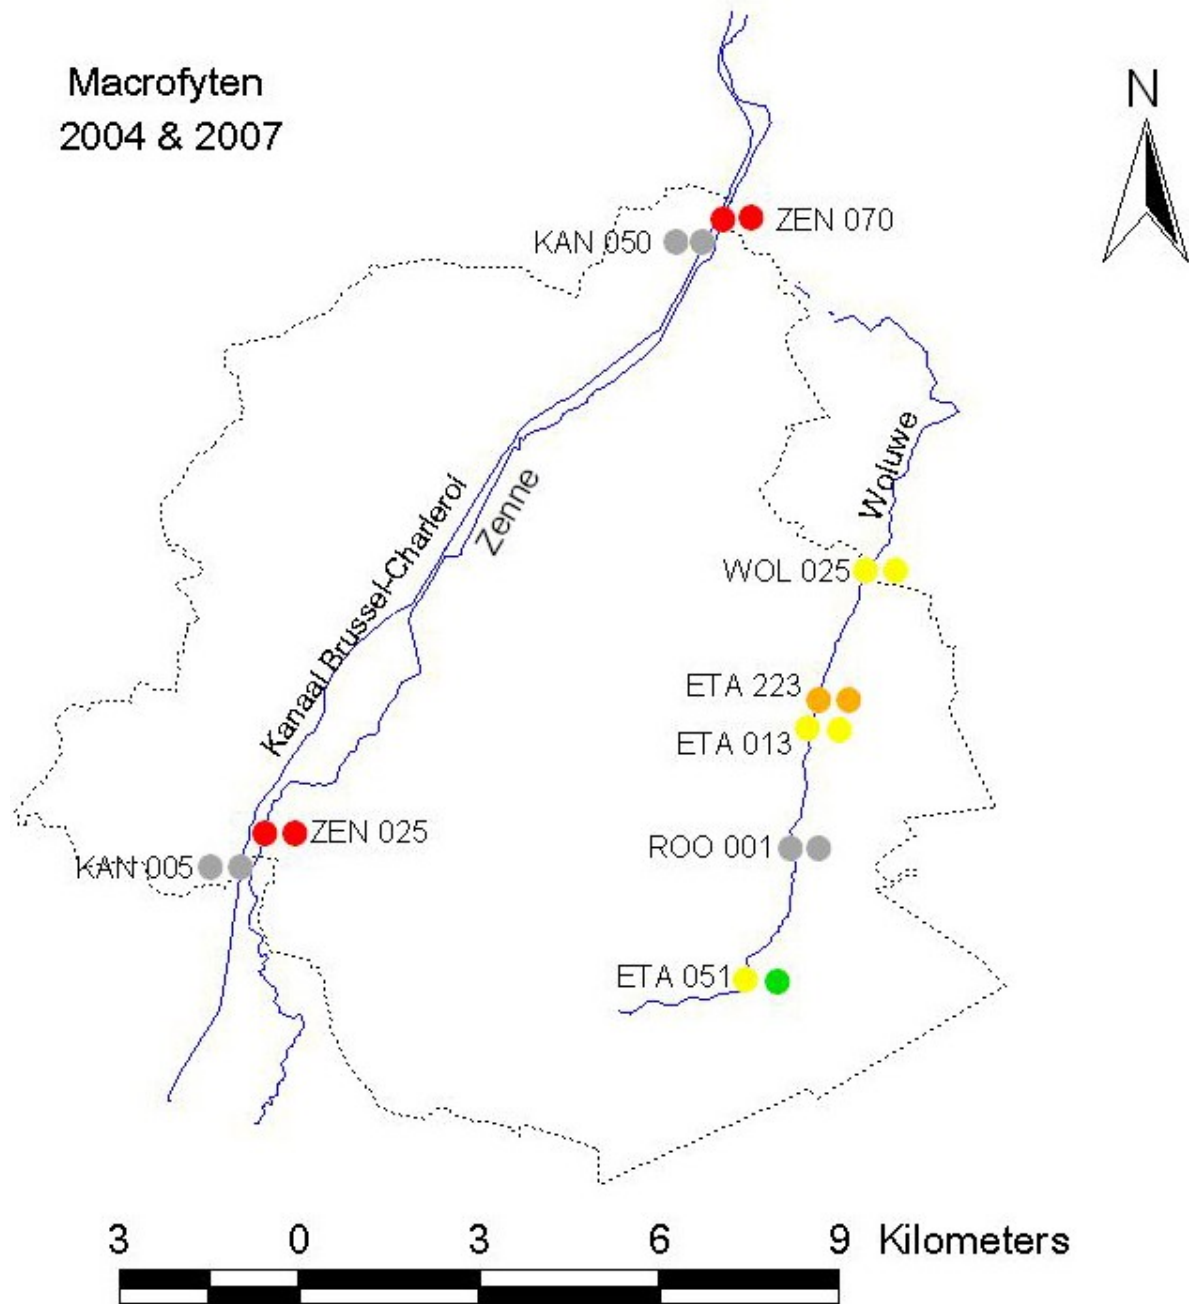 Macrofyten
2004 & 2007
N
ZEN 070
KAN 050
Woluwe
Kanaal Brussel-Charleroi
Zenne
WOL 025
ETA 223
ETA 013
ZEN 025
ROO 001
KAN 005
ETA 051
3 0 3 6 9 Kilometers